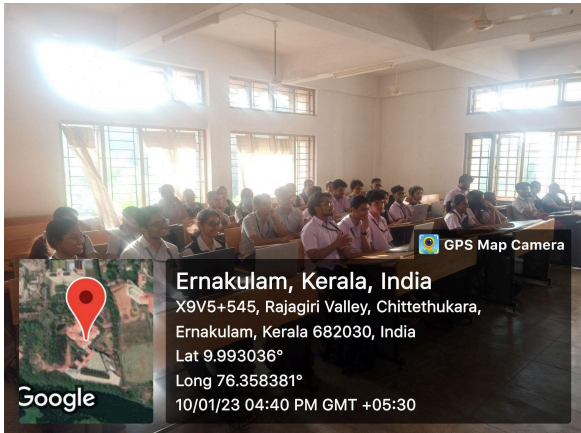 GPS Map Camera
Ernakulam, Kerala, India
X9V5+545, Rajagiri Valley, Chittethukara,
Ernakulam, Kerala 682030, India
Lat 9.993036°
Long 76.358381°
10/01/23 04:40 PM GMT +05:30
Google